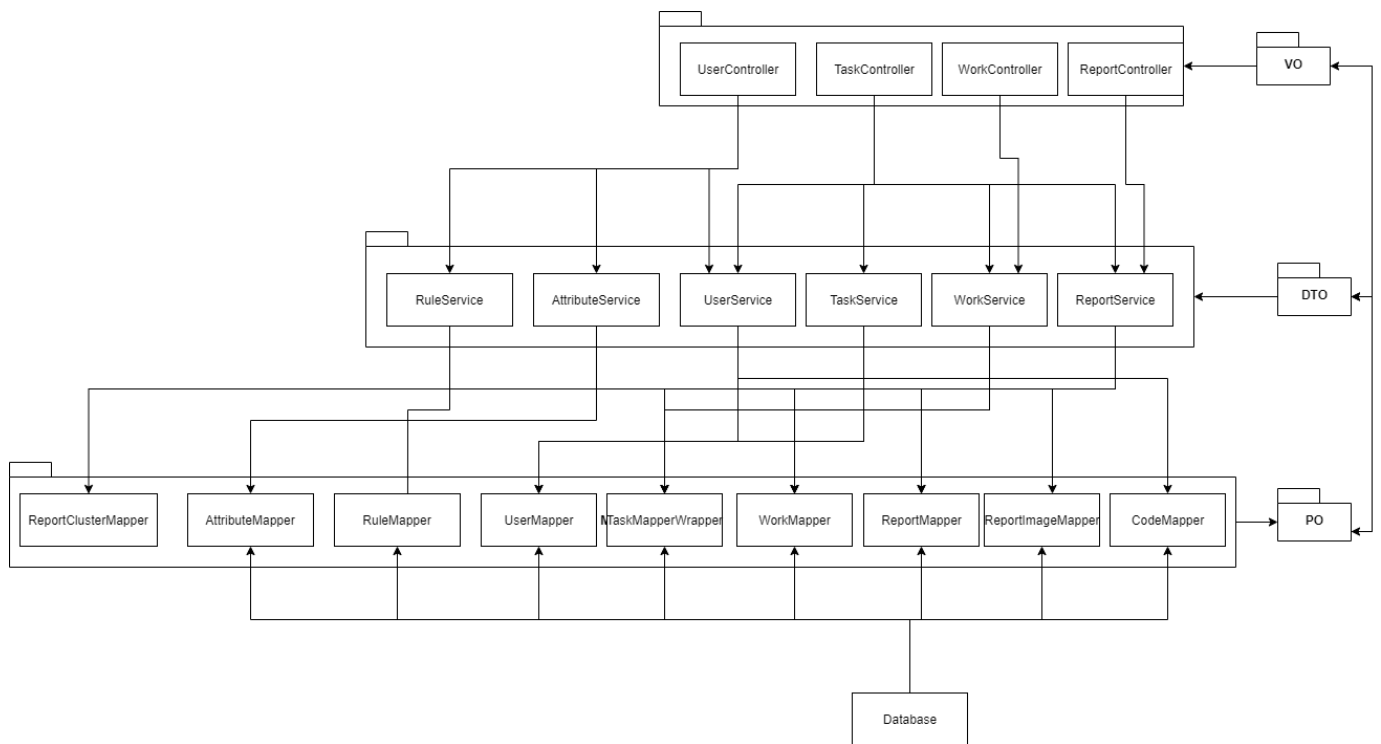 UserController
TaskController
WorkController
ReportController
VO
RuleService
AttributeService
UserService
TaskService
WorkService
ReportService
DTO
ReportClusterMapper
AttributeMapper
RuleMapper
UserMapper
TaskMapperWrapper
WorkMapper
ReportMapper
ReportImageMapper
CodeMapper
PO
Database